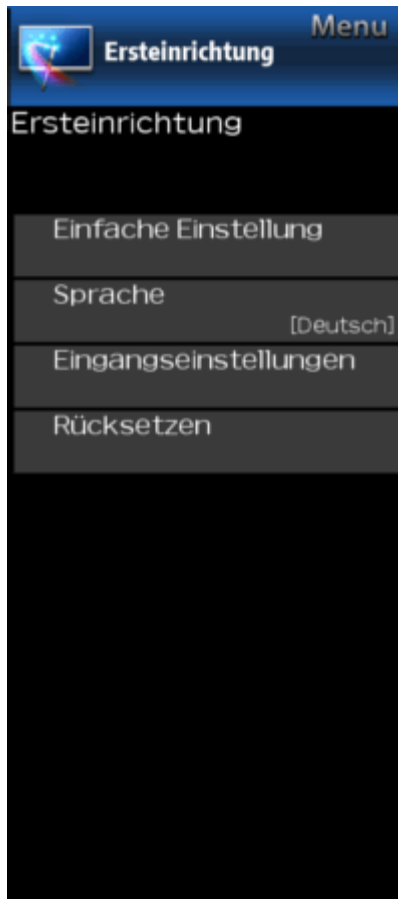 Menu
Ersteinrichtung
Ersteinrichtung
Einfache Einstellung
Sprache
[Deutsch]
Eingangseinstellungen
Rücksetzen